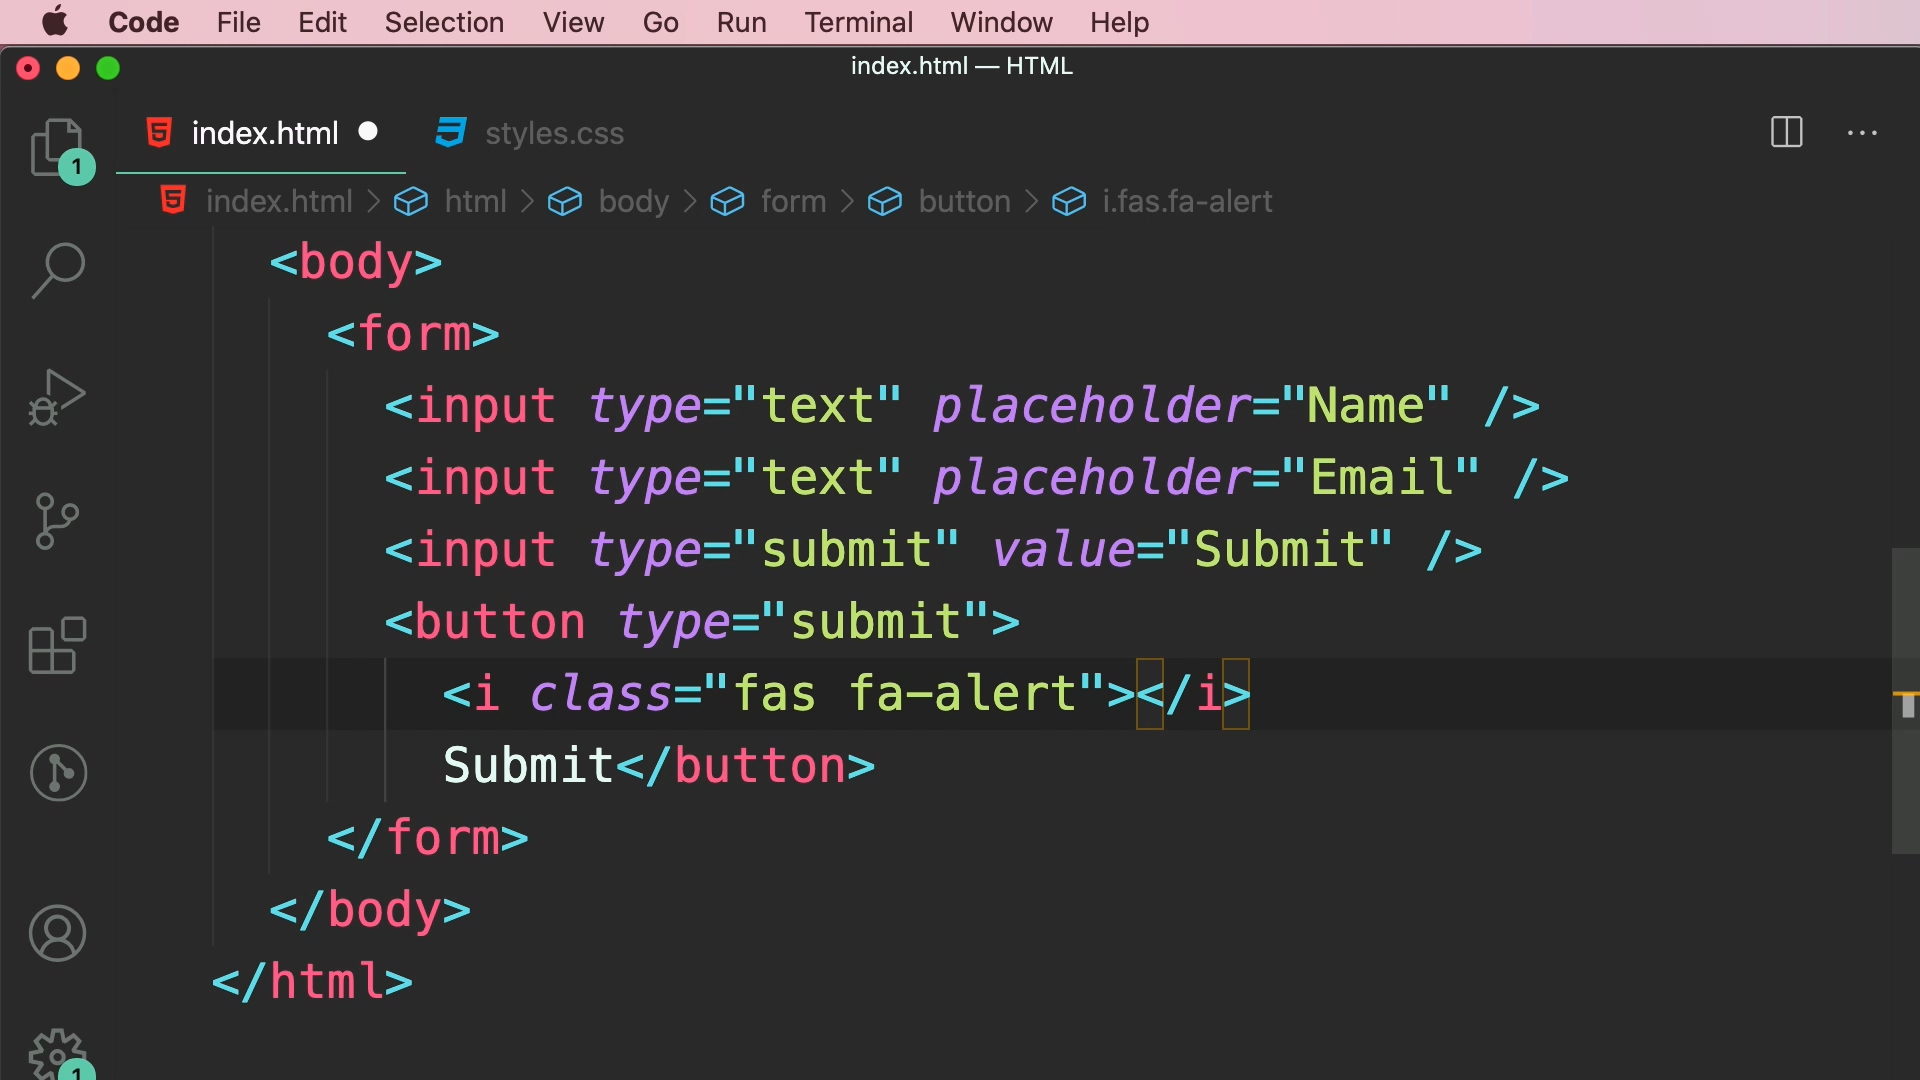 Code File Edit Selection View Go Run Terminal Window Help
index.html — HTML
index.html styles.css
1
index.html > html > body > form > button > i.fas.fa-alert
<body>
<form>
<input type="text" placeholder="Name" />
<input type="text" placeholder="Email" />
<input type="submit" value="Submit" />
<button type="submit">
<i class="fas fa-alert"></i>
Submit</button>
</form>
</body>
</html>
1